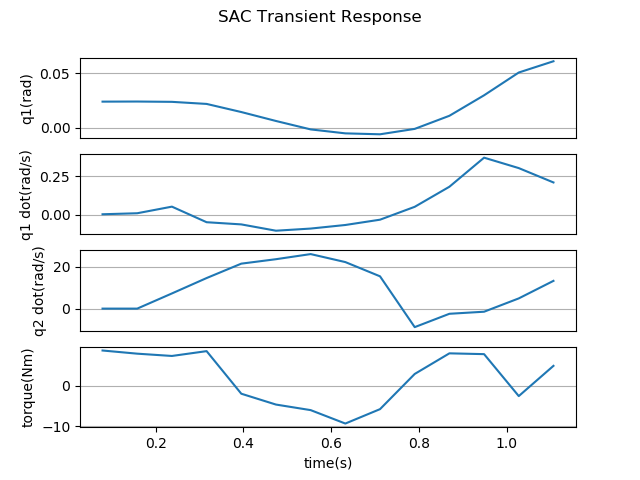 SAC Transient Response
q1(rad)
0.05
0.00
q1 dot(rad/s)
0.25
0.00
q2 dot(rad/s)
20
0
torque(Nm)
0
−10
0.2 0.4 0.6 0.8 1.0
time(s)